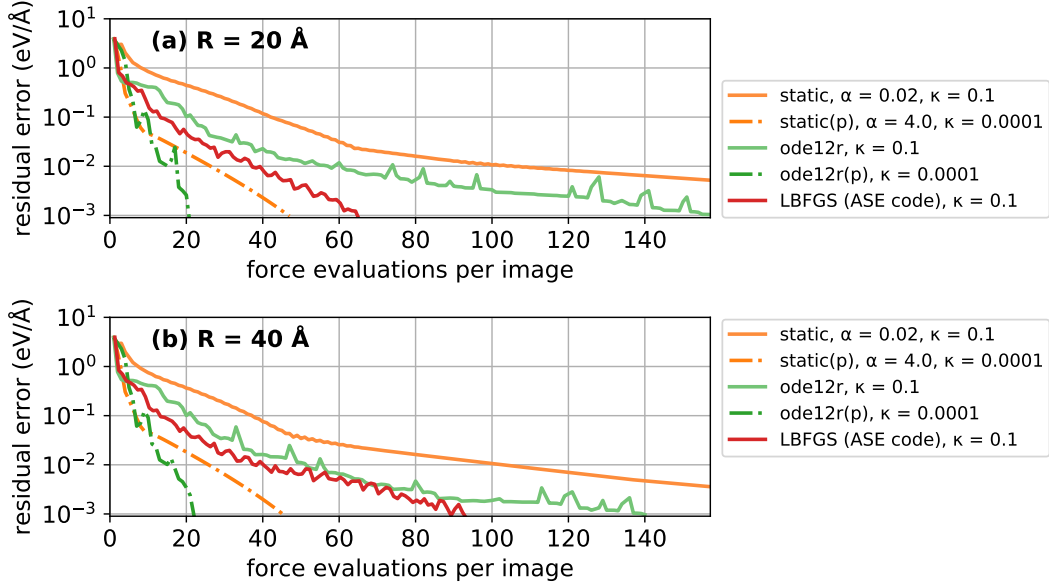 residual error (eV/Å)
10¹
10⁰
10⁻¹
10⁻²
10⁻³
(a) R = 20 Å
0 20 40 60 80 100 120 140
force evaluations per image
static, α = 0.02, κ = 0.1
static(p), α = 4.0, κ = 0.0001
ode12r, κ = 0.1
ode12r(p), κ = 0.0001
LBFGS (ASE code), κ = 0.1
residual error (eV/Å)
10¹
10⁰
10⁻¹
10⁻²
10⁻³
(b) R = 40 Å
0 20 40 60 80 100 120 140
force evaluations per image
static, α = 0.02, κ = 0.1
static(p), α = 4.0, κ = 0.0001
ode12r, κ = 0.1
ode12r(p), κ = 0.0001
LBFGS (ASE code), κ = 0.1